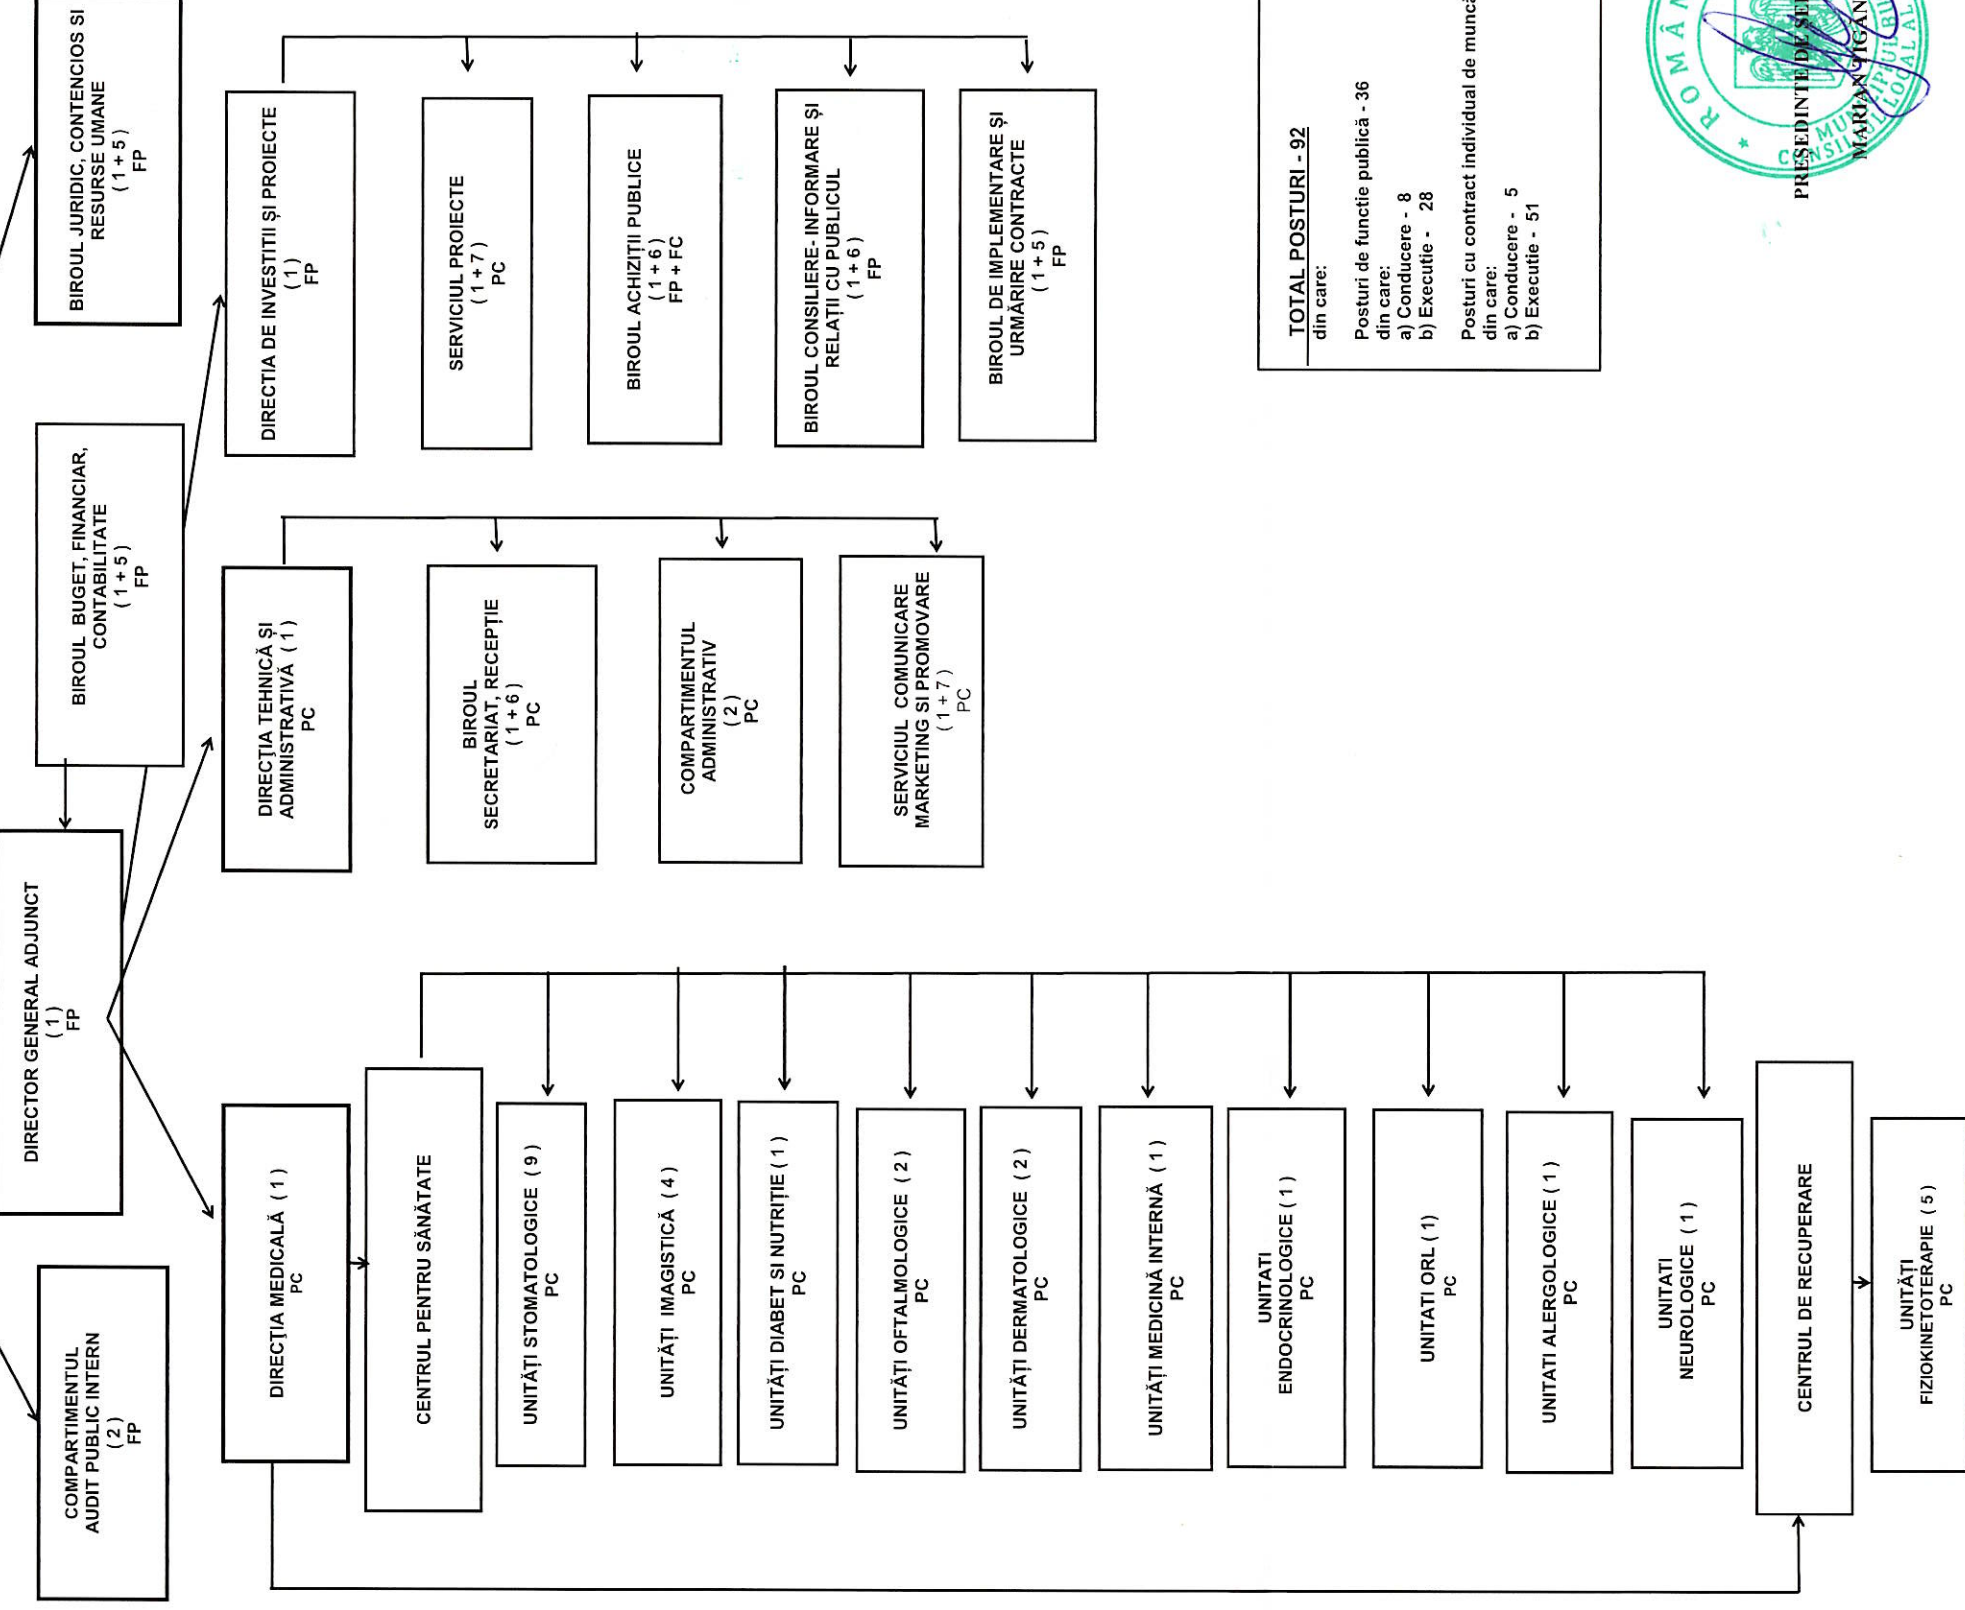 COMPARTIMENTUL
AUDIT PUBLIC INTERN
( 2 )
FP
DIRECTOR GENERAL ADJUNCT
( 1 )
FP
BIROUL BUGET, FINANCIAR,
CONTABILITATE
( 1 + 5 )
FP
BIROUL JURIDIC, CONTENCIOS SI
RESURSE UMANE
( 1 + 5 )
FP
DIRECȚIA MEDICALĂ ( 1 )
PC
CENTRUL PENTRU SĂNĂTATE
UNITĂȚI STOMATOLOGICE ( 9 )
PC
UNITĂȚI IMAGISTICĂ ( 4 )
PC
UNITĂȚI DIABET SI NUTRIȚIE ( 1 )
PC
UNITĂȚI OFTALMOLOGICE ( 2 )
PC
UNITĂȚI DERMATOLOGICE ( 2 )
PC
UNITĂȚI MEDICINĂ INTERNĂ ( 1 )
PC
UNITATI
ENDOCRINOLOGICE ( 1 )
PC
UNITATI ORL ( 1)
PC
UNITATI ALERGOLOGICE ( 1 )
PC
UNITATI
NEUROLOGICE ( 1 )
PC
CENTRUL DE RECUPERARE
UNITĂȚI
FIZIOKINETOTERAPIE ( 5 )
PC
DIRECȚIA TEHNICĂ ȘI
ADMINISTRATIVĂ ( 1 )
PC
BIROUL
SECRETARIAT, RECEPȚIE
( 1 + 6 )
PC
COMPARTIMENTUL
ADMINISTRATIV
( 2 )
PC
SERVICIUL COMUNICARE
MARKETING SI PROMOVARE
( 1 + 7 )
PC
DIRECTIA DE INVESTITII ȘI PROIECTE
( 1 )
FP
SERVICIUL PROIECTE
( 1 + 7 )
PC
BIROUL ACHIZIȚII PUBLICE
( 1 + 6 )
FP + FC
BIROUL CONSILIERE- INFORMARE ȘI
RELAȚII CU PUBLICUL
( 1 + 6 )
FP
BIROUL DE IMPLEMENTARE ȘI
URMĂRIRE CONTRACTE
( 1 + 5 )
FP
TOTAL POSTURI - 92
din care:
Posturi de functie publică - 36
din care:
a) Conducere - 8
b) Executie - 28
Posturi cu contract individual de muncă
din care:
a) Conducere - 5
b) Executie - 51
PREȘEDINTE DE
MARIAN